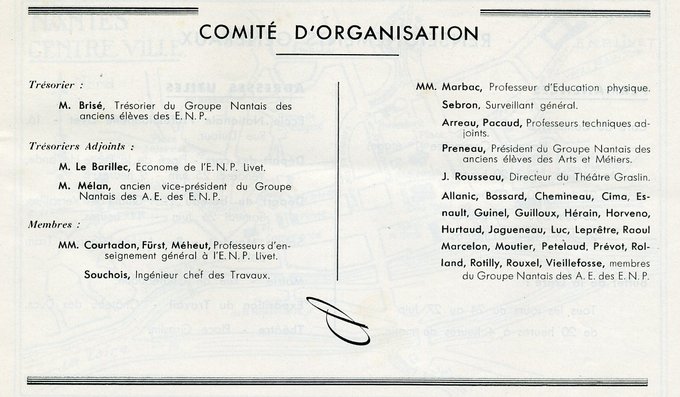 COMITÉ D'ORGANISATION
Trésorier :
M. Brisé, Trésorier du Groupe Nantais des
anciens élèves des E.N.P.
Trésoriers Adjoints :
M. Le Barillec, Econome de l'E.N.P. Livet.
M. Mélan, ancien vice-président du Groupe
Nantais des A.E. des E.N.P.
Membres :
MM. Courtadon, Fürst, Méheut, Professeurs d'en-
seignement général à l'E.N.P. Livet.
Souchois, Ingénieur chef des Travaux.
MM. Marbac, Professeur d'Education physique.
Sebron, Surveillant général.
Arreau, Pacaud, Professeurs techniques ad-
joints.
Preneau, Président du Groupe Nantais des
anciens élèves des Arts et Métiers.
J. Rousseau, Directeur du Théâtre Graslin.
Allanic, Bossard, Chemineau, Cima, Es-
nault, Guinel, Guilloux, Hérain, Horveno,
Hurtaud, Jagueneau, Luc, Leprêtre, Raoul
Marcelon, Moutier, Petelaud, Prévot, Rol-
land, Rotilly, Rouxel, Vieillefosse, membres
du Groupe Nantais des A.E. des E.N.P.